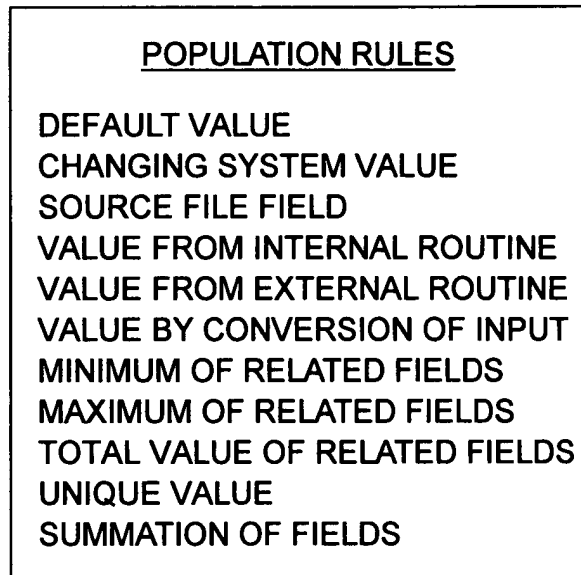 POPULATION RULES
DEFAULT VALUE
CHANGING SYSTEM VALUE
SOURCE FILE FIELD
VALUE FROM INTERNAL ROUTINE
VALUE FROM EXTERNAL ROUTINE
VALUE BY CONVERSION OF INPUT
MINIMUM OF RELATED FIELDS
MAXIMUM OF RELATED FIELDS
TOTAL VALUE OF RELATED FIELDS
UNIQUE VALUE
SUMMATION OF FIELDS